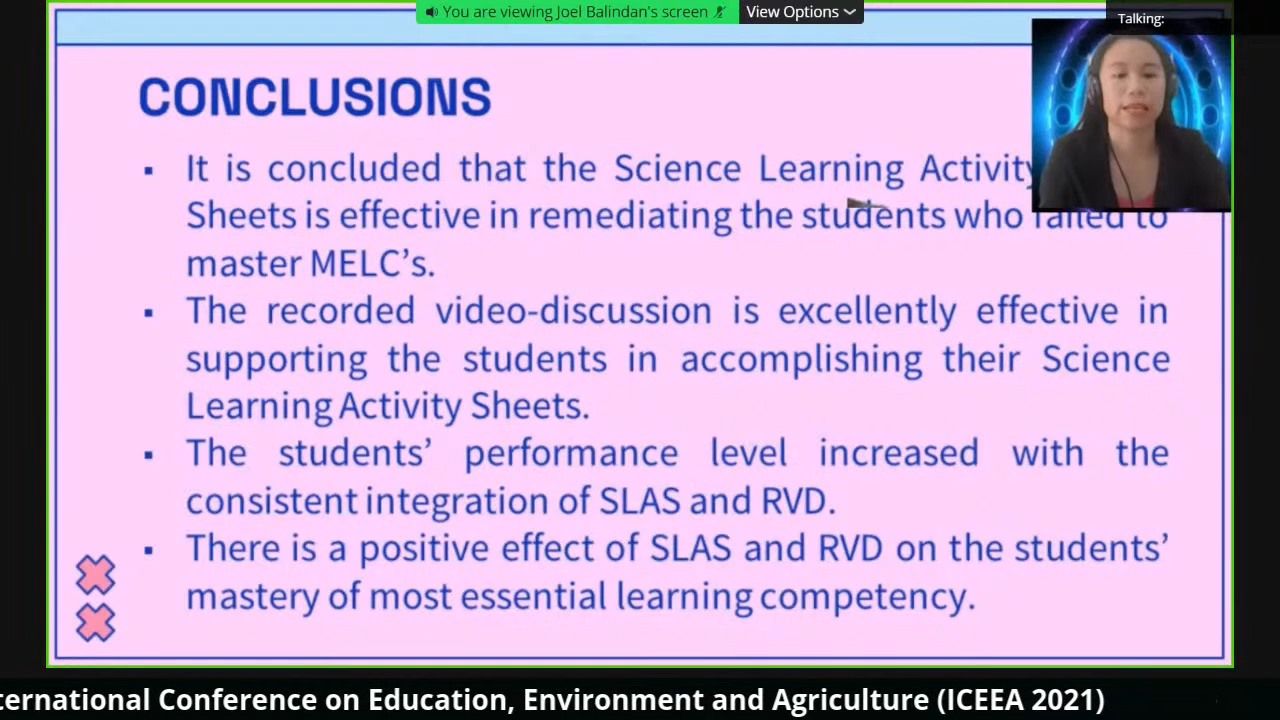 You are viewing Joel Balindan's screen
View Options
Talking:
CONCLUSIONS
▪ It is concluded that the Science Learning Activity
Sheets is effective in remediating the students who failed to
master MELC's.
▪ The recorded video-discussion is excellently effective in
supporting the students in accomplishing their Science
Learning Activity Sheets.
▪ The students' performance level increased with the
consistent integration of SLAS and RVD.
▪ There is a positive effect of SLAS and RVD on the students'
mastery of most essential learning competency.
ternational Conference on Education, Environment and Agriculture (ICEEA 2021)